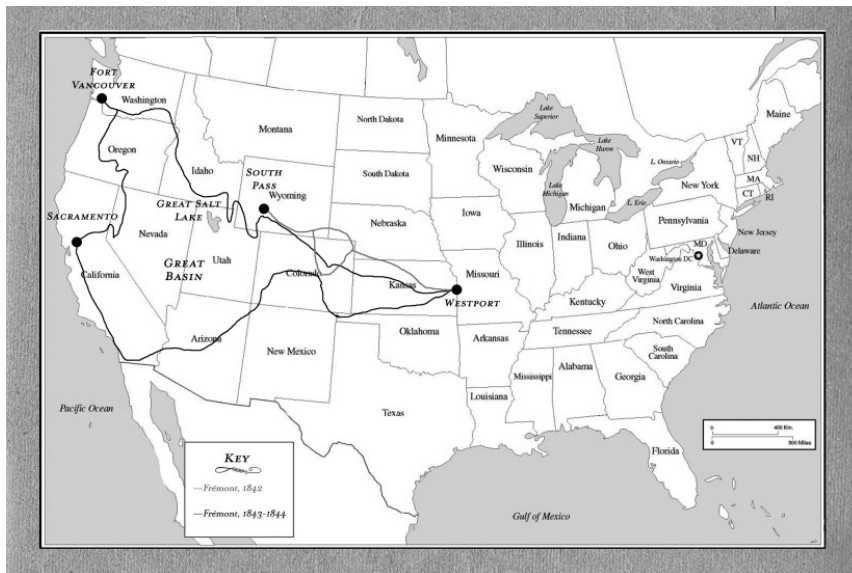 FORT
VANCOUVER
Washington
Montana
North Dakota
Minnesota
Lake
Superior
Maine
Oregon
Idaho
SOUTH
PASS
Wyoming
South Dakota
Wisconsin
Lake
Michigan
Lake
Huron
L. Ontario
L. Erie
Michigan
VT
NH
MA
CT
RI
New York
GREAT SALT
LAKE
SACRAMENTO
Nevada
Utah
GREAT
BASIN
California
Nebraska
Iowa
Illinois
Indiana
Ohio
Pennsylvania
New Jersey
MD
Delaware
Washington DC
West
Virginia
Virginia
Colorado
Kansas
Missouri
WESTPORT
Kentucky
Atlantic Ocean
Arizona
New Mexico
Oklahoma
Arkansas
Tennessee
North Carolina
South
Carolina
Mississippi
Alabama
Georgia
Louisiana
Texas
Florida
Pacific Ocean
Gulf of Mexico
0 400 Km.
0 300 Miles
KEY
—Frémont, 1842
—Frémont, 1843-1844